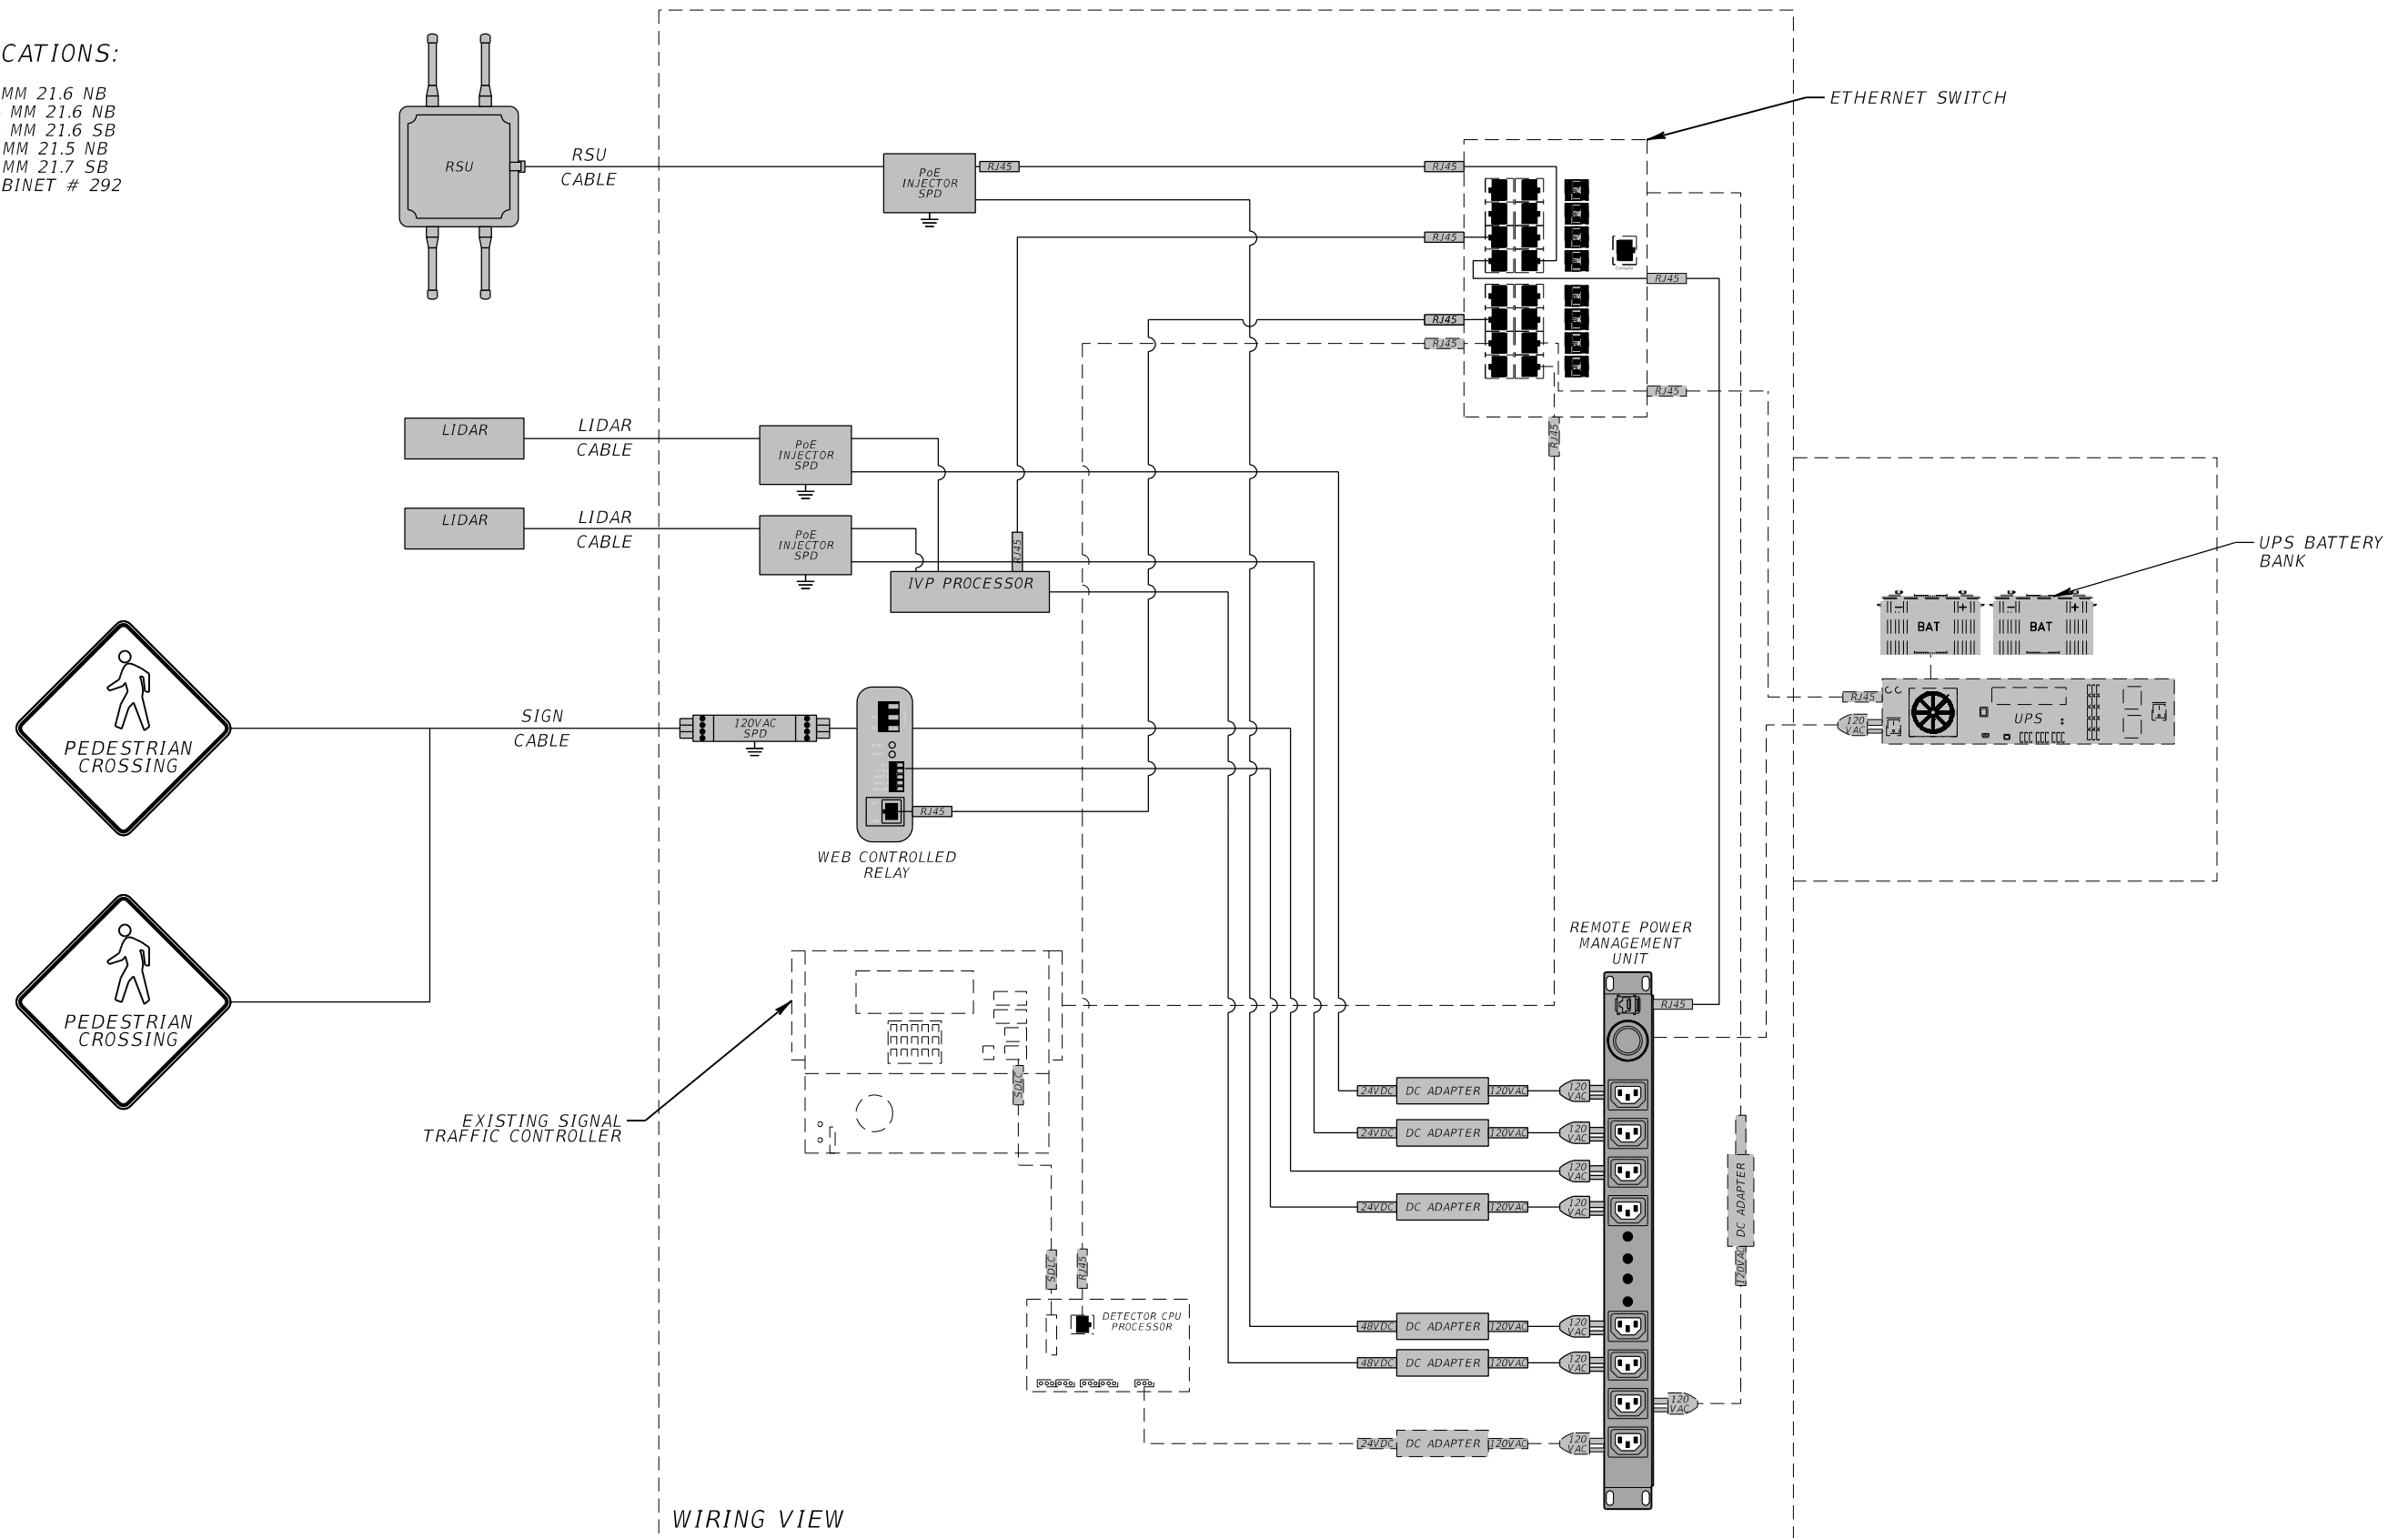 CATIONS:
MM 21.6 NB
MM 21.6 NB
MM 21.6 SB
MM 21.5 NB
MM 21.7 SB
BINET # 292
RSU
RSU
CABLE
PoE
INJECTOR
SPD
RJ45
RJ45
RJ45
RJ45
RJ45
RJ45
RJ45
RJ45
Console
ETHERNET SWITCH
LIDAR
LIDAR
CABLE
PoE
INJECTOR
SPD
LIDAR
LIDAR
CABLE
PoE
INJECTOR
SPD
RJ45
IVP PROCESSOR
UPS BATTERY
BANK
BAT
BAT
RJ45
120
VAC
UPS
PEDESTRIAN
CROSSING
SIGN
CABLE
120VAC
SPD
RJ45
WEB CONTROLLED
RELAY
PEDESTRIAN
CROSSING
EXISTING SIGNAL
TRAFFIC CONTROLLER
SDLC
SDLC
RJ45
DETECTOR CPU
PROCESSOR
REMOTE POWER
MANAGEMENT
UNIT
RJ45
24VDC DC ADAPTER 120VAC 120
VAC
24VDC DC ADAPTER 120VAC 120
VAC
120
VAC
24VDC DC ADAPTER 120VAC 120
VAC
DC ADAPTER
120VAC
48VDC DC ADAPTER 120VAC 120
VAC
48VDC DC ADAPTER 120VAC 120
VAC
120
VAC
24VDC DC ADAPTER 120VAC 120
VAC
WIRING VIEW